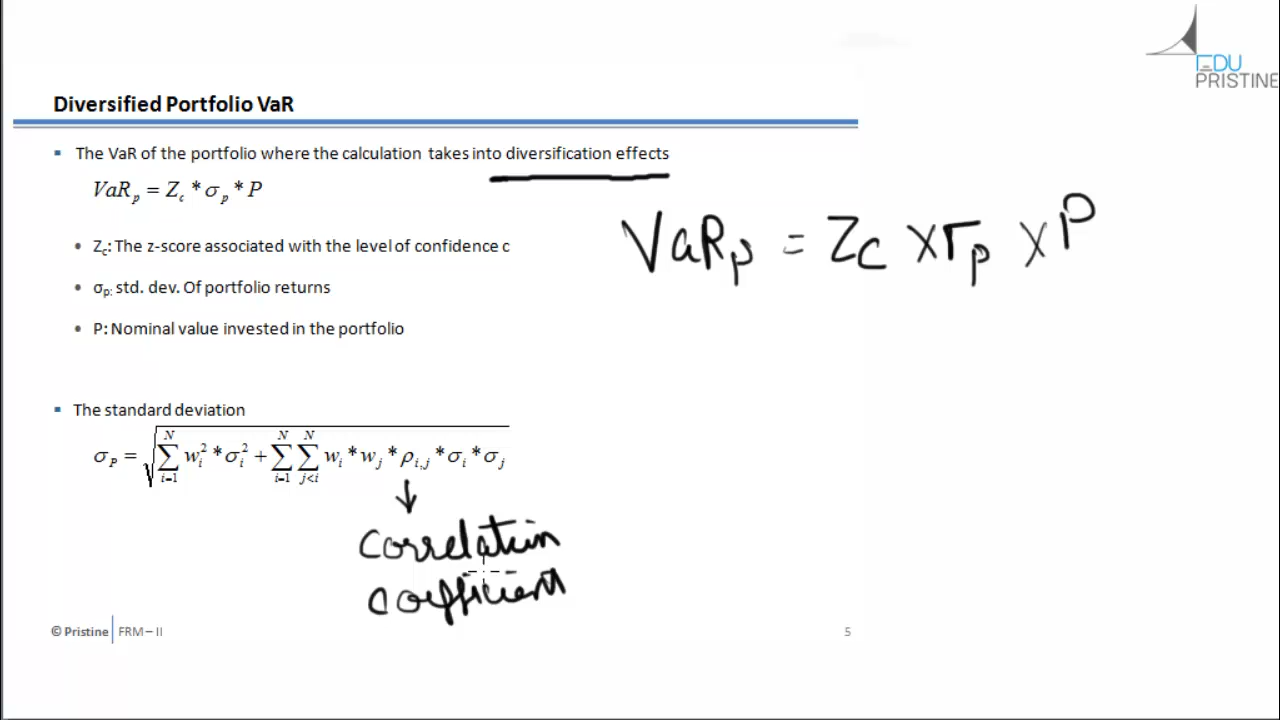 EDU
PRISTINE
Diversified Portfolio VaR
▪ The VaR of the portfolio where the calculation takes into diversification effects
VaR_p = Z_c * σ_p * P
VaR_p = Z_c × σ_p × P
• Z_c: The z-score associated with the level of confidence c
• σ_p: std. dev. Of portfolio returns
• P: Nominal value invested in the portfolio
▪ The standard deviation
σ_P = √(∑_{i=1}^{N} w_i^2 * σ_i^2 + ∑_{i=1}^{N} ∑_{j<i}^{N} w_i * w_j * ρ_{i,j} * σ_i * σ_j)
↓
correlation
coefficient
© Pristine FRM – II 5